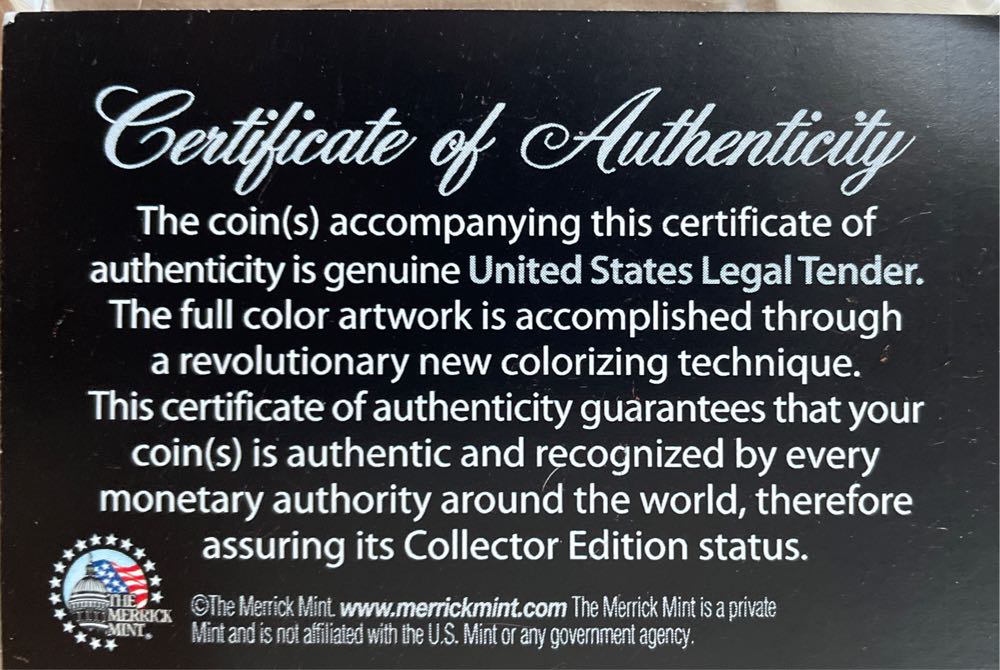 Certificate of Authenticity
The coin(s) accompanying this certificate of
authenticity is genuine United States Legal Tender.
The full color artwork is accomplished through
a revolutionary new colorizing technique.
This certificate of authenticity guarantees that your
coin(s) is authentic and recognized by every
monetary authority around the world, therefore
assuring its Collector Edition status.
THE
MERRICK
MINT®
©The Merrick Mint. www.merrickmint.com The Merrick Mint is a private
Mint and is not affiliated with the U.S. Mint or any government agency.